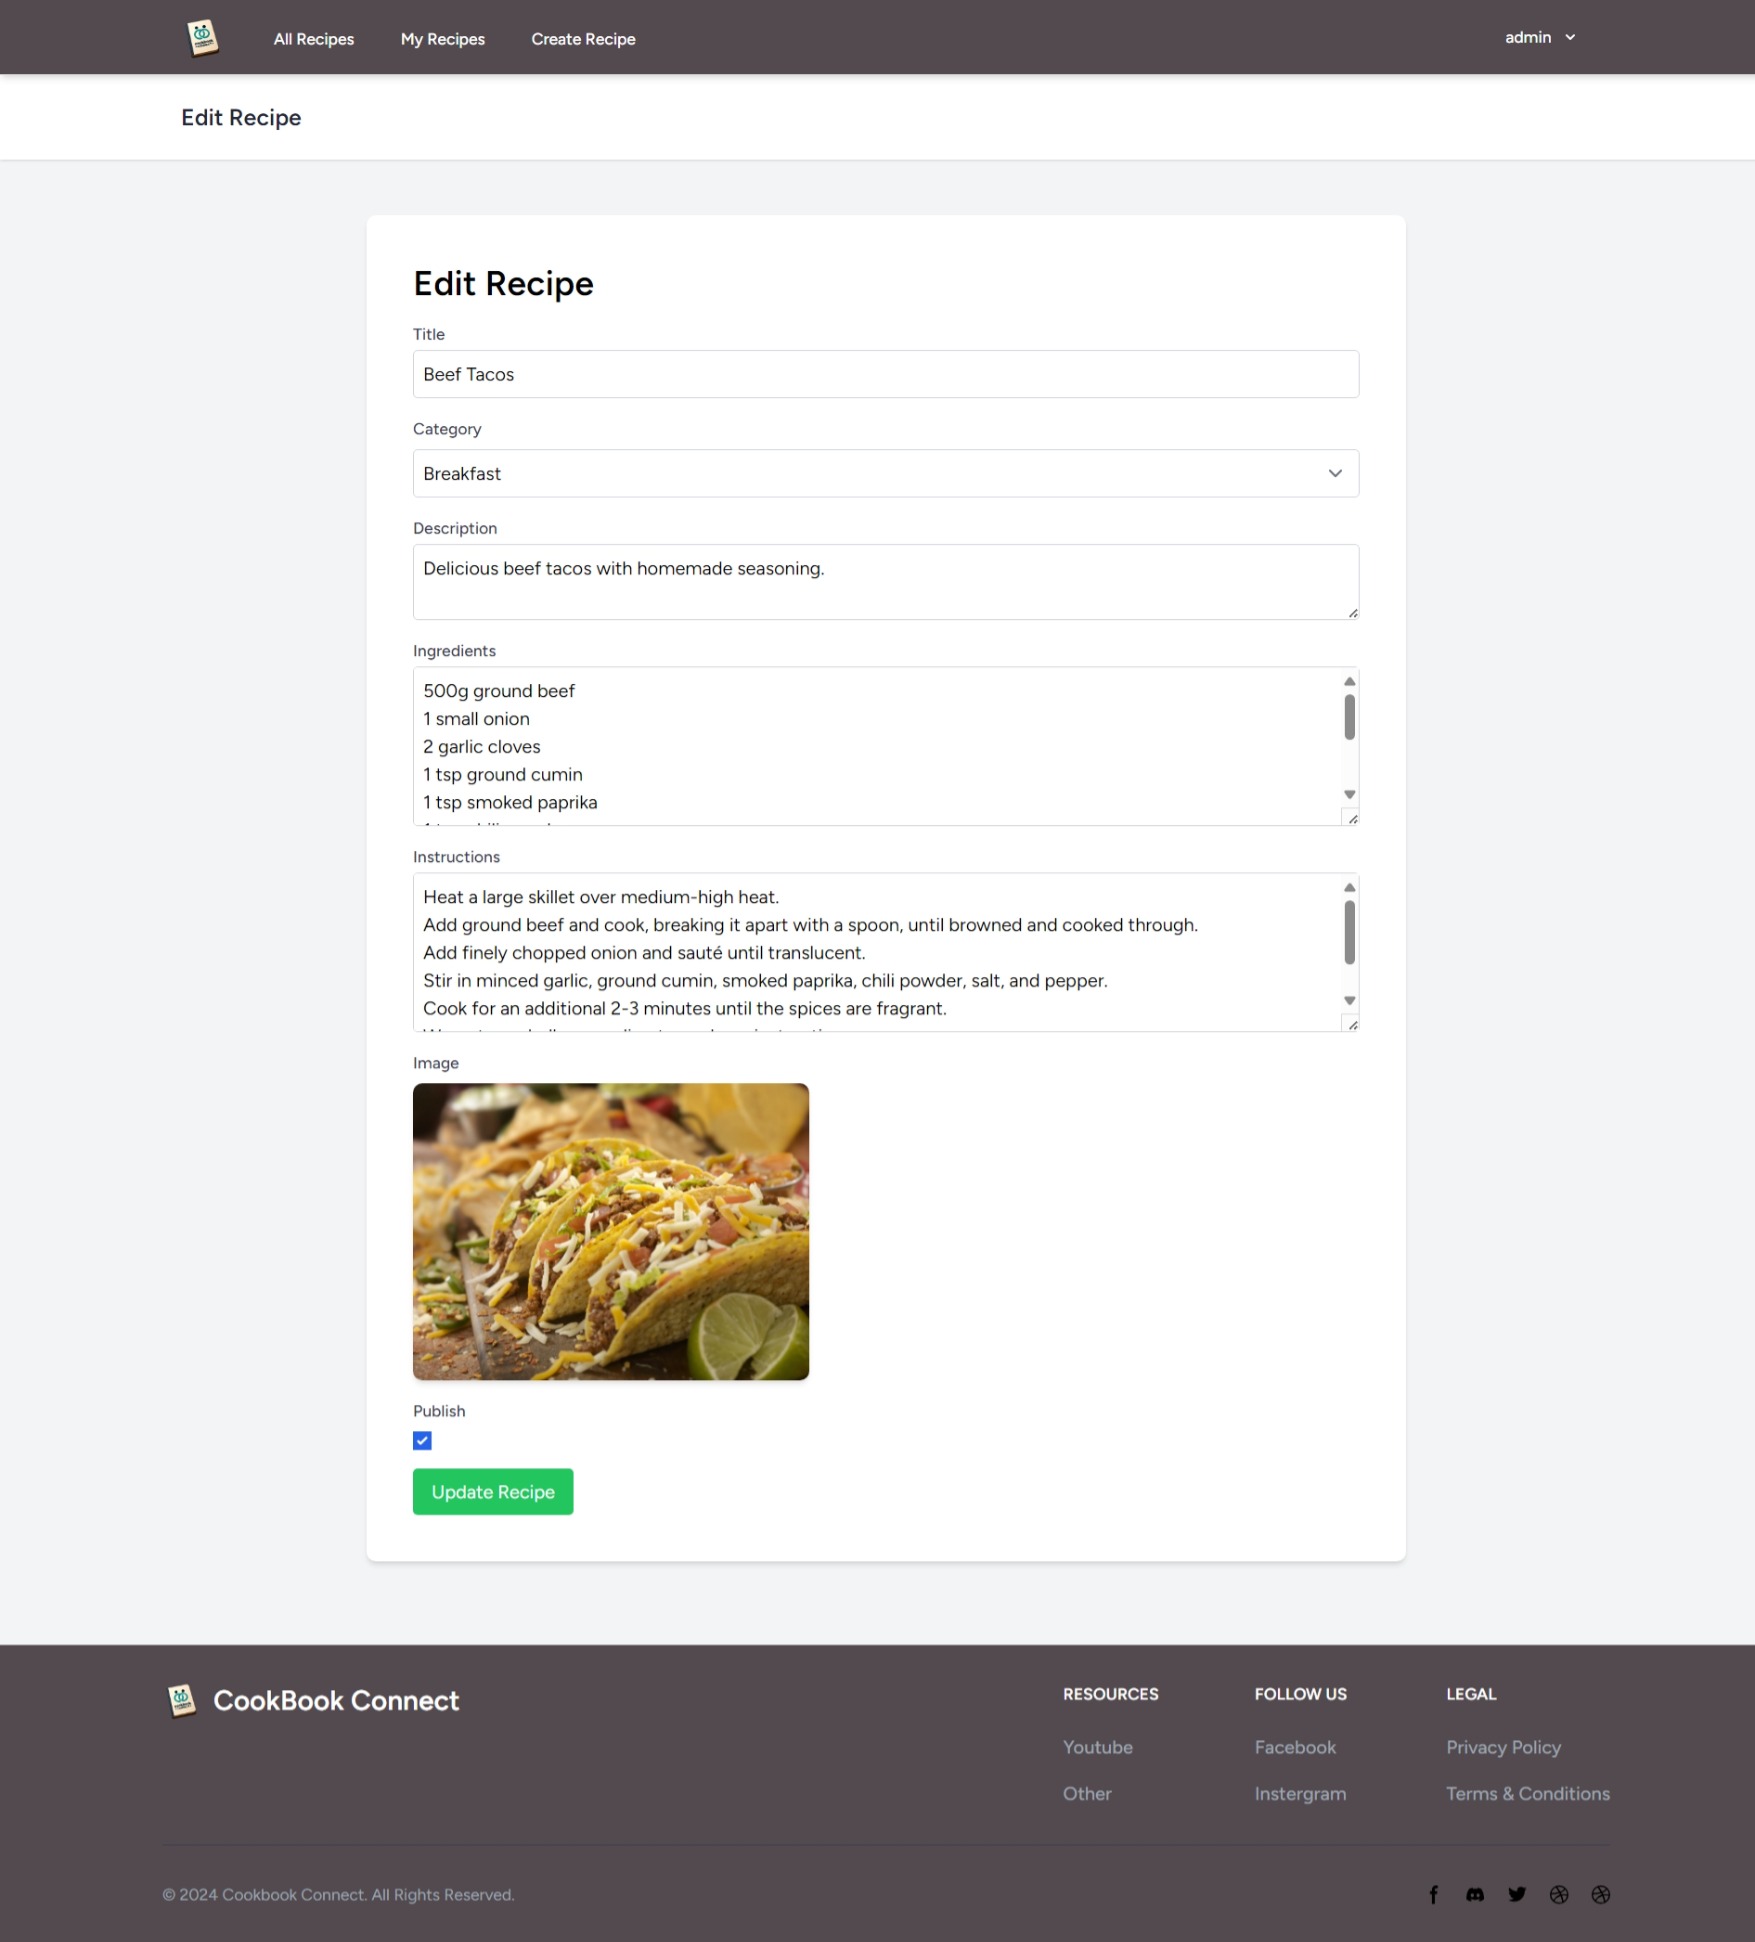 All Recipes
My Recipes
Create Recipe
admin
Edit Recipe
Edit Recipe
Title
Beef Tacos
Category
Breakfast
Description
Delicious beef tacos with homemade seasoning.
Ingredients
500g ground beef
1 small onion
2 garlic cloves
1 tsp ground cumin
1 tsp smoked paprika
Instructions
Heat a large skillet over medium-high heat.
Add ground beef and cook, breaking it apart with a spoon, until browned and cooked through.
Add finely chopped onion and sauté until translucent.
Stir in minced garlic, ground cumin, smoked paprika, chili powder, salt, and pepper.
Cook for an additional 2-3 minutes until the spices are fragrant.
Image
Publish
Update Recipe
CookBook Connect
RESOURCES
Youtube
Other
FOLLOW US
Facebook
Instergram
LEGAL
Privacy Policy
Terms & Conditions
© 2024 Cookbook Connect. All Rights Reserved.